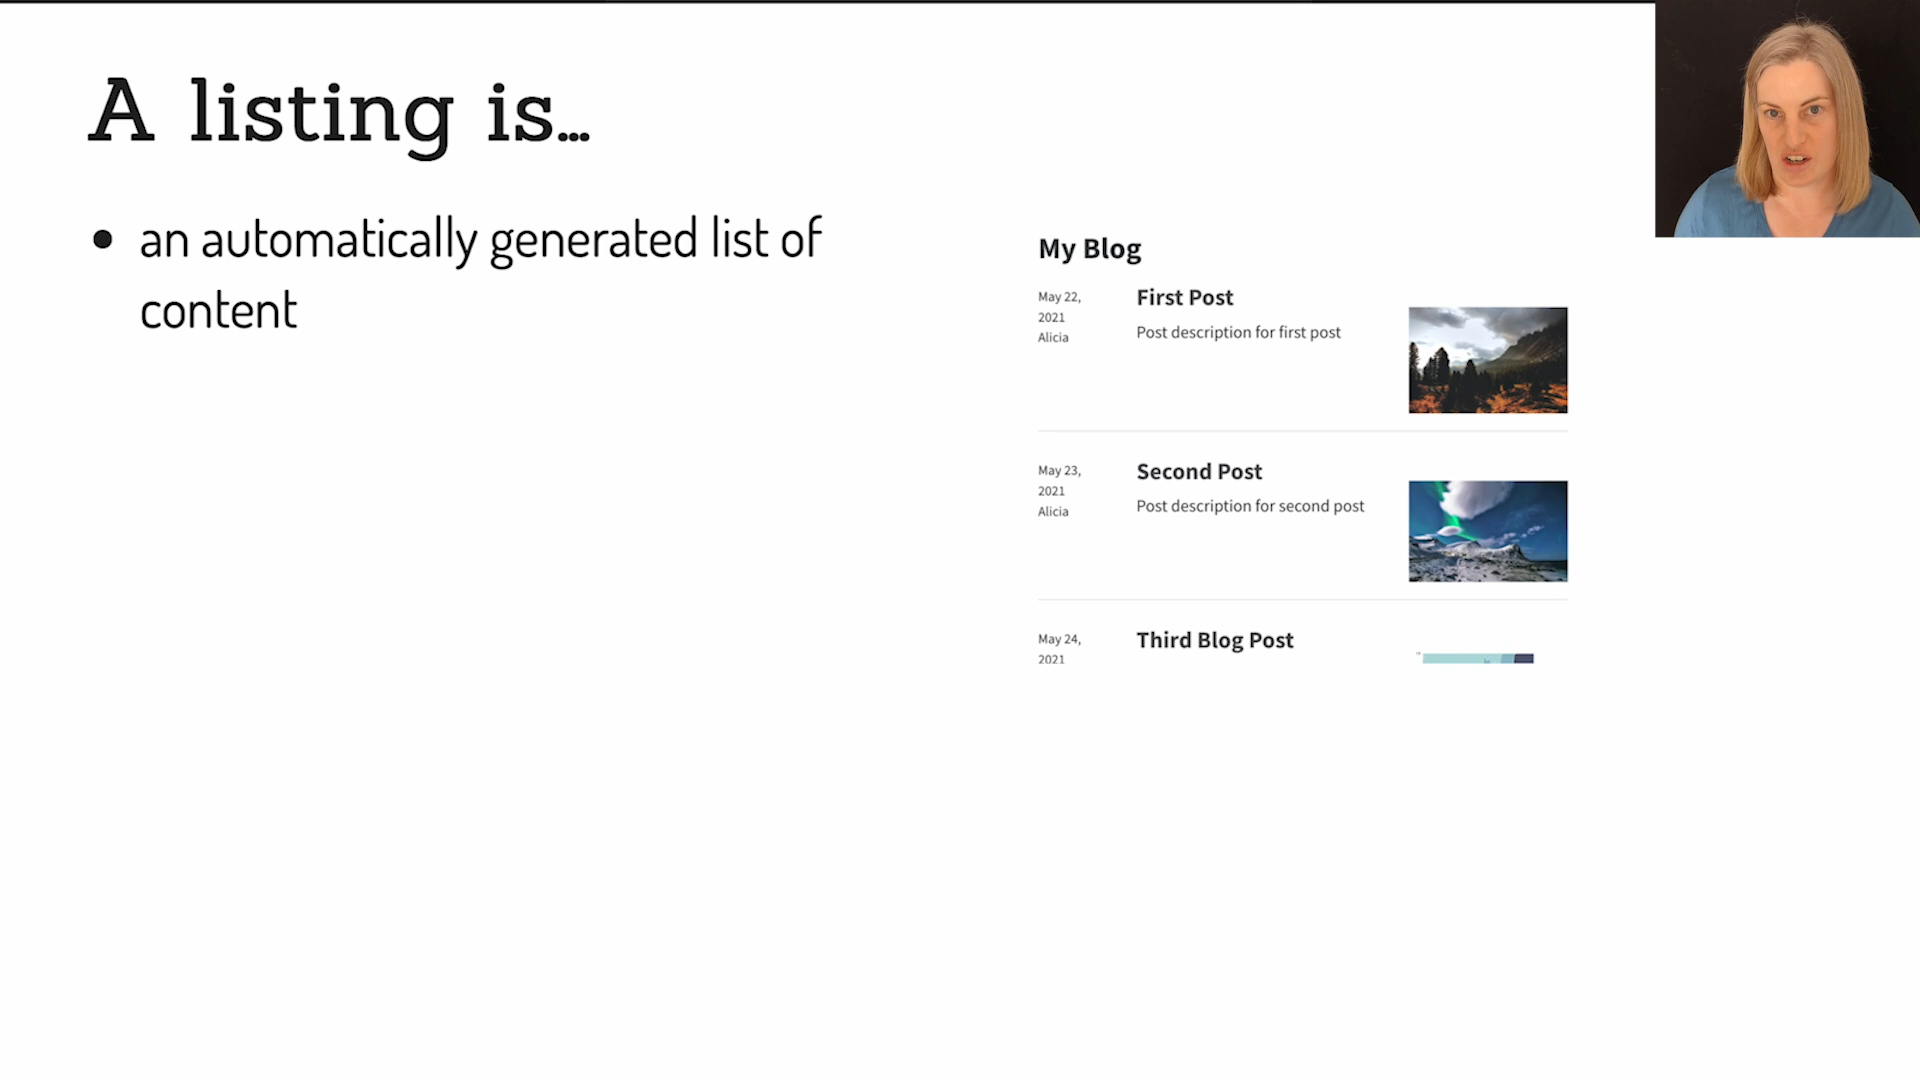 A listing is...
• an automatically generated list of
content
My Blog
May 22,
2021
Alicia
First Post
Post description for first post
May 23,
2021
Alicia
Second Post
Post description for second post
May 24,
2021
Third Blog Post